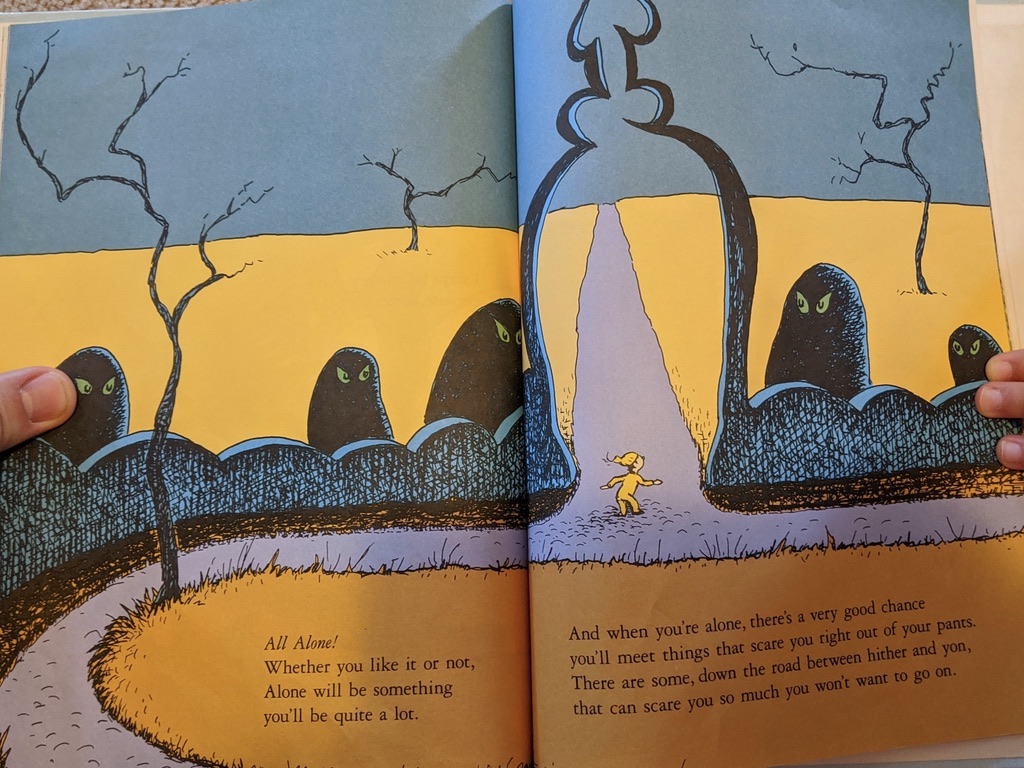 All Alone!
Whether you like it or not,
Alone will be something
you'll be quite a lot.
And when you're alone, there's a very good chance
you'll meet things that scare you right out of your pants.
There are some, down the road between hither and yon,
that can scare you so much you won't want to go on.